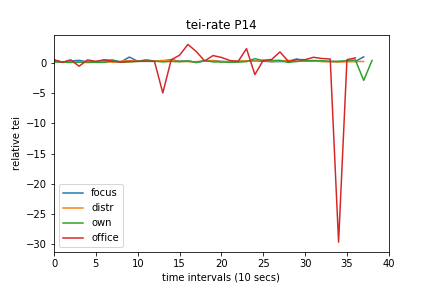 tei-rate P14
relative tei
0
−5
−10
−15
−20
−25
−30
focus
distr
own
office
0 5 10 15 20 25 30 35 40
time intervals (10 secs)